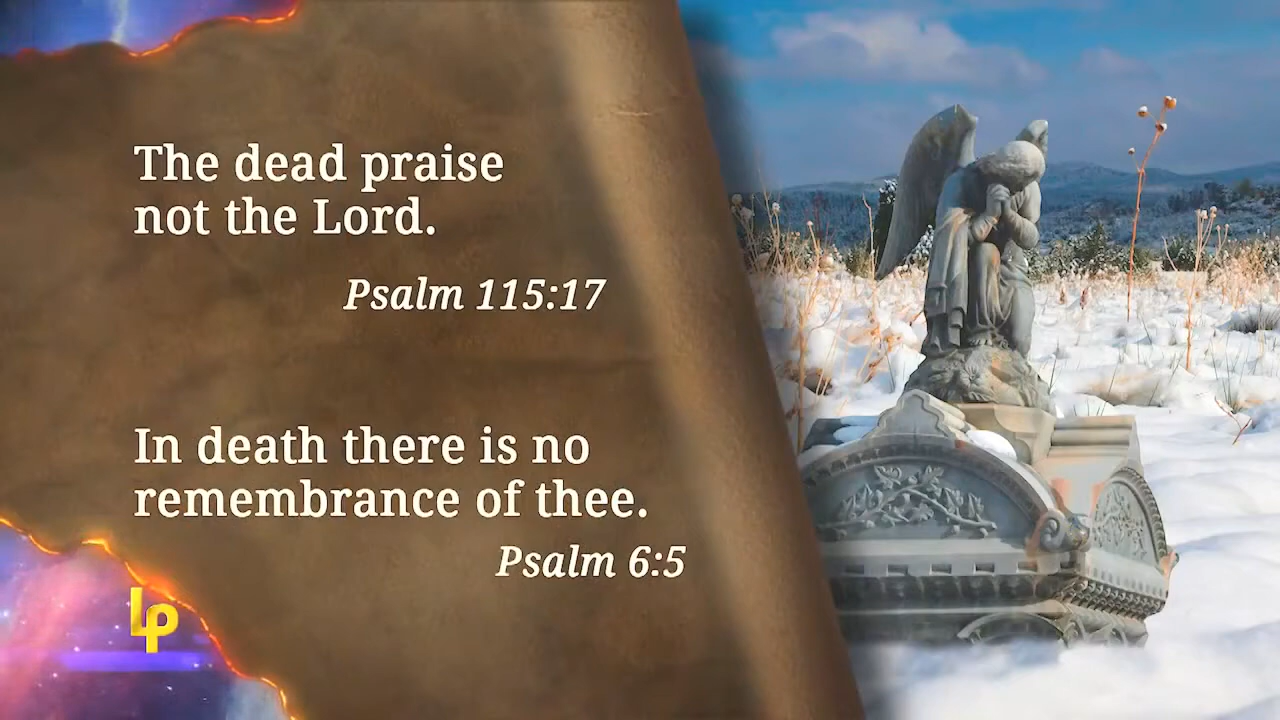 The dead praise
not the Lord.
Psalm 115:17
In death there is no
remembrance of thee.
Psalm 6:5
LP